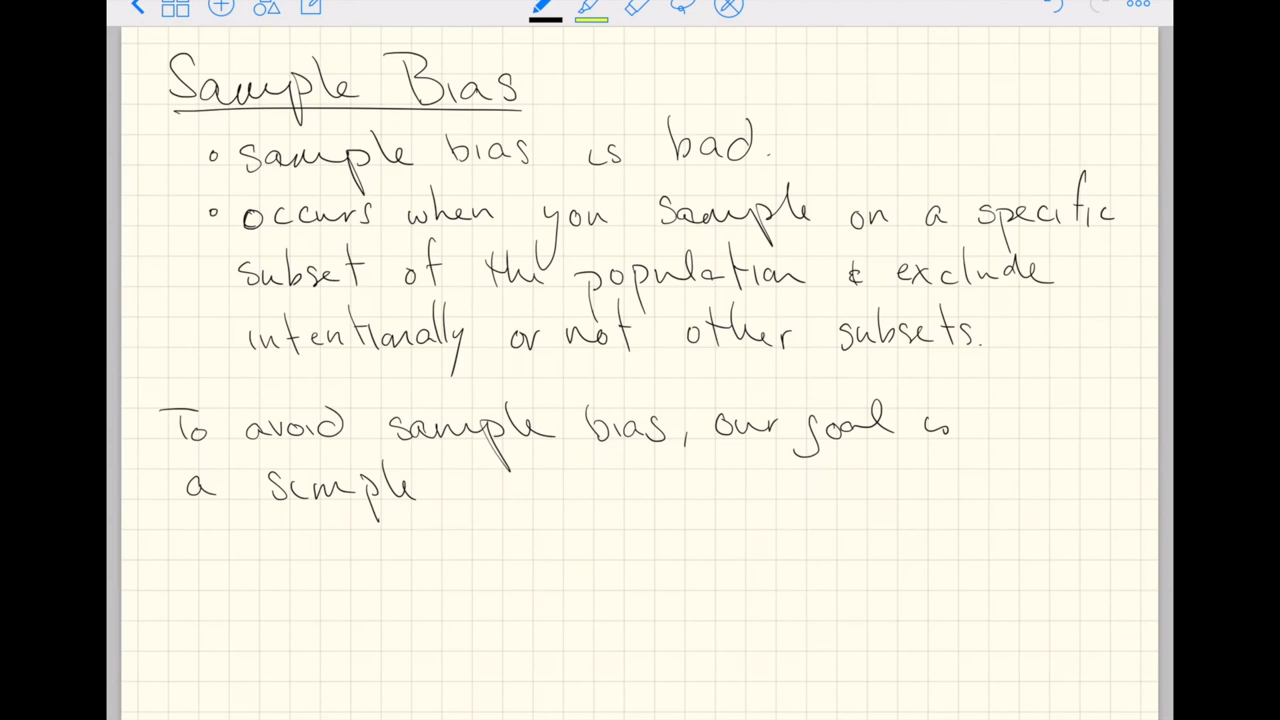 Sample Bias
◦ sample bias is bad.
◦ occurs when you sample on a specific
subset of the population & exclude
intentionally or not other subsets.
To avoid sample bias, our goal is
a sample